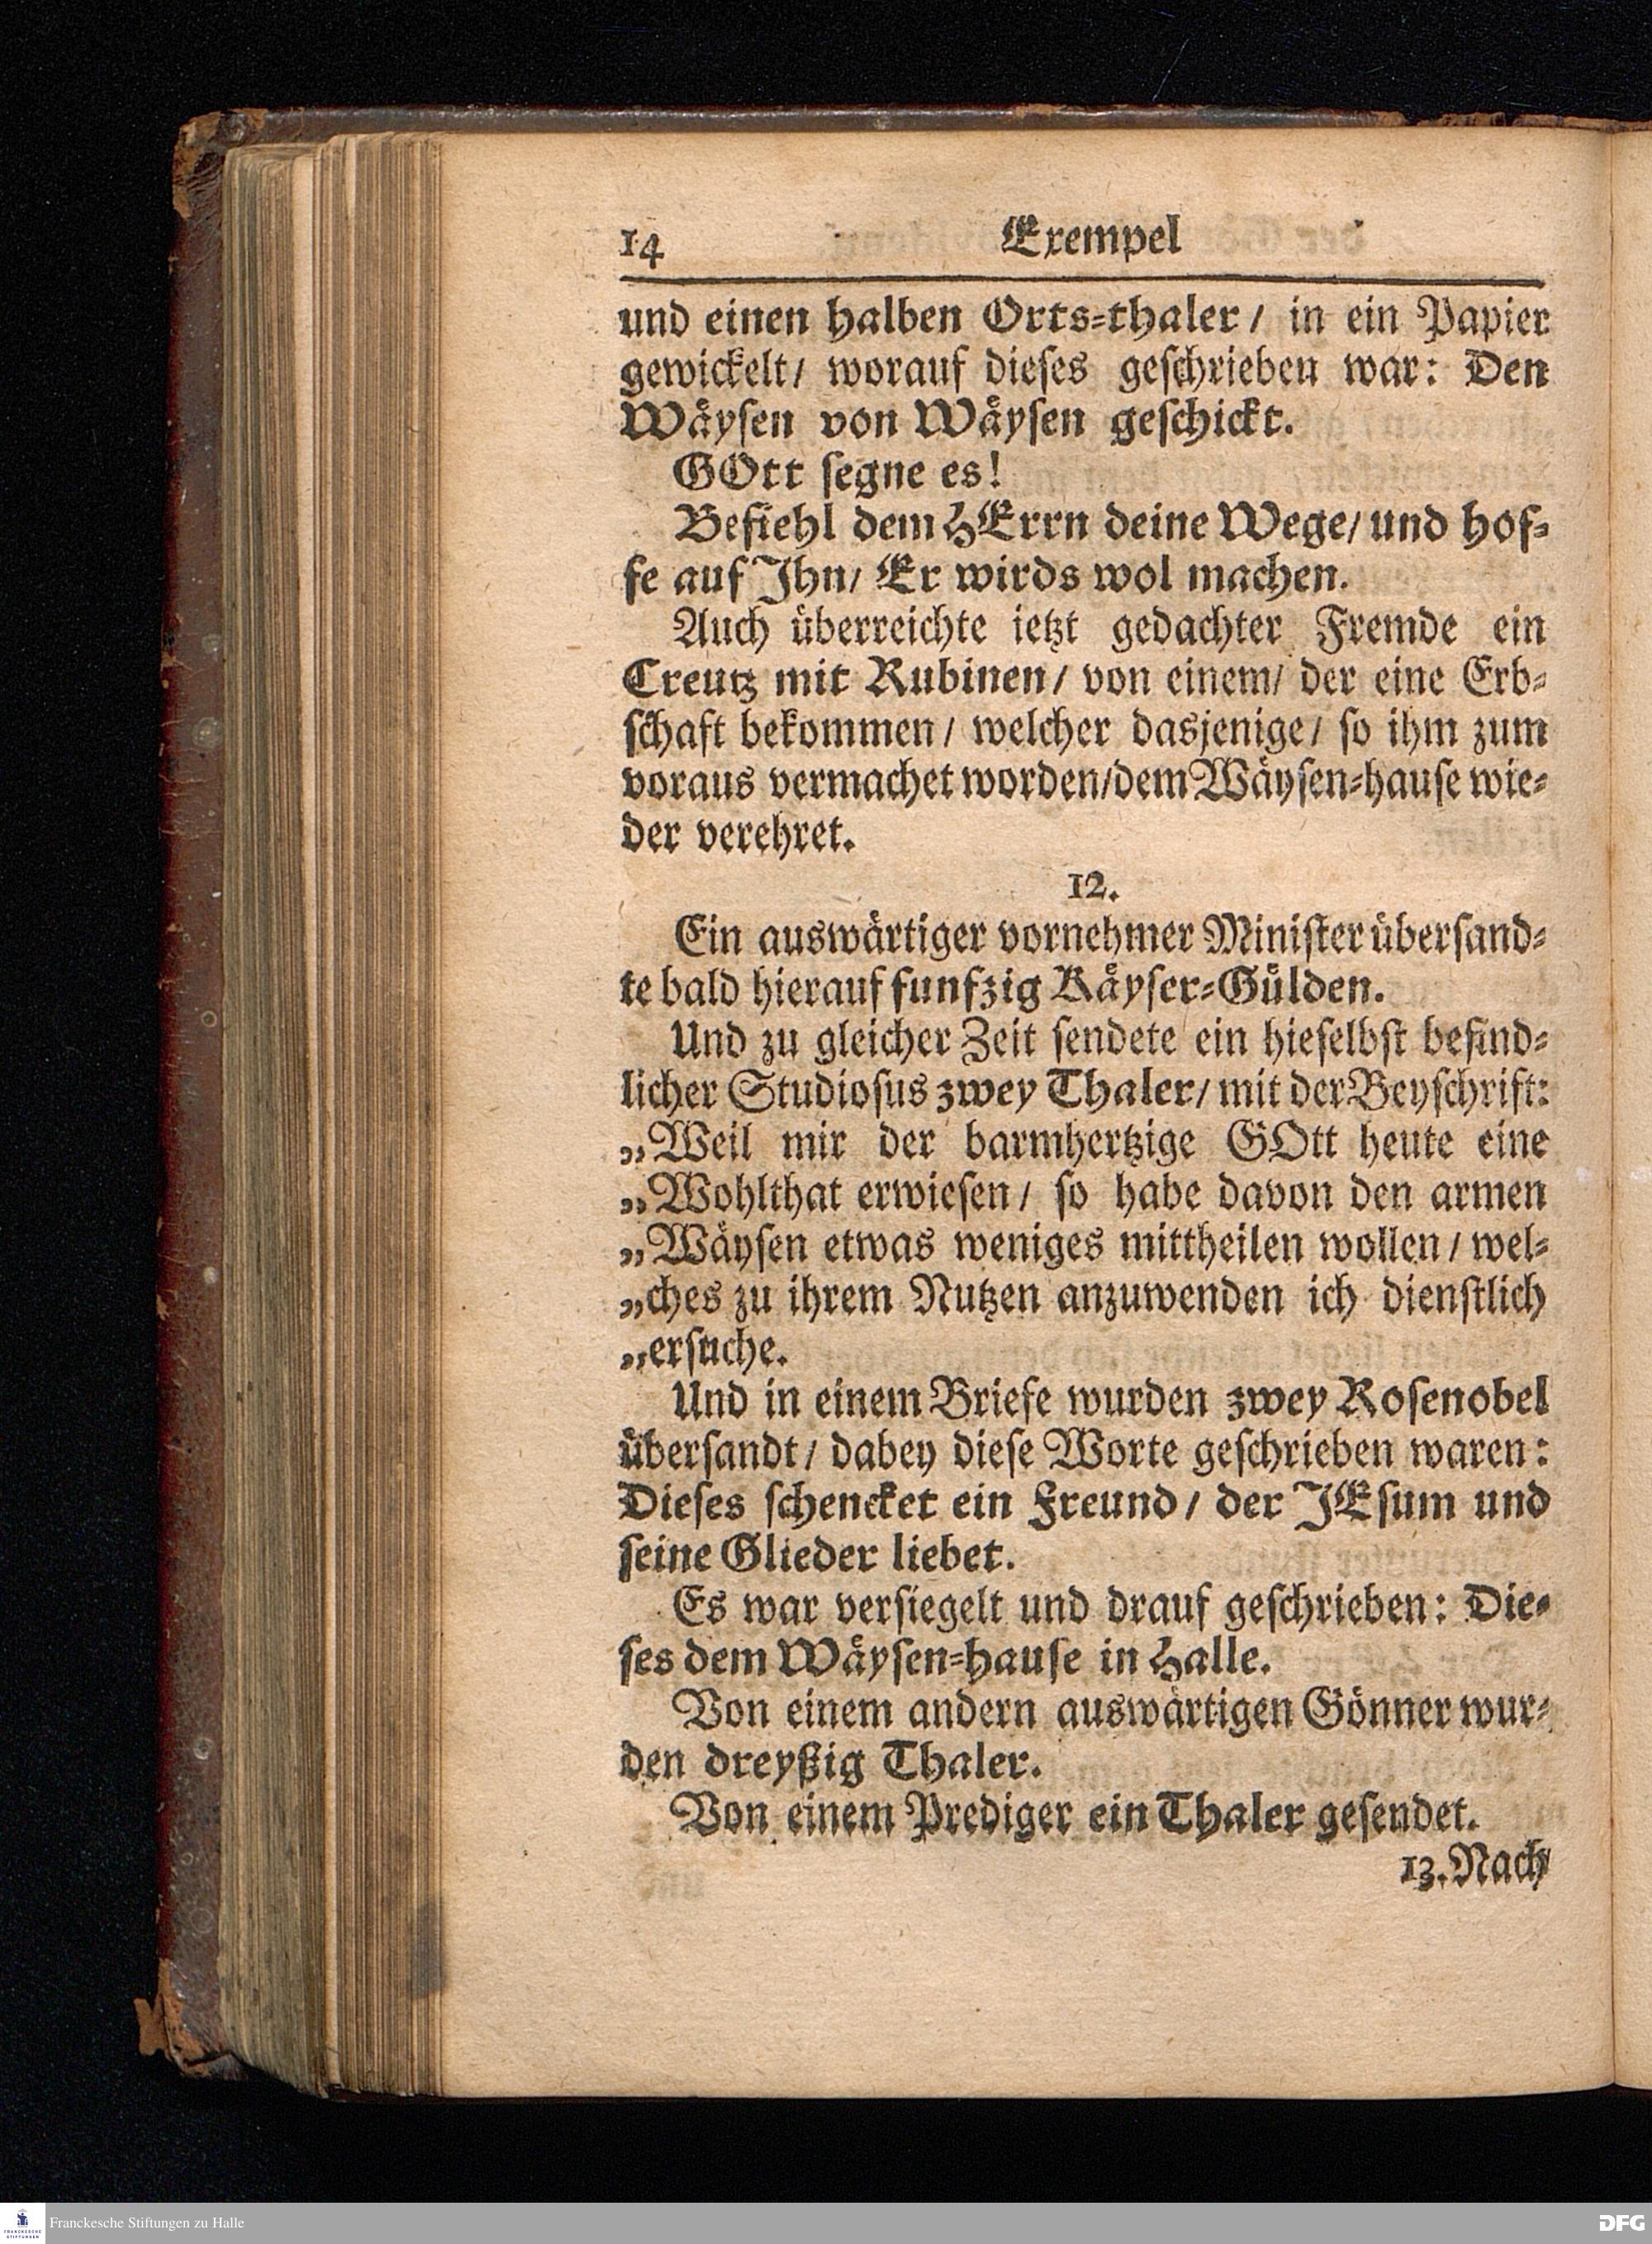 14 Exempel
und einen halben Orts=thaler/ in ein Papier
gewickelt/ worauf dieses geschrieben war: Den
Wäysen von Wäysen geschickt.
GOtt segne es!
Befiehl dem HErrn deine Wege/ und hof=
fe auf Ihn/ Er wirds wol machen.
Auch überreichte ietzt gedachter Fremde ein
Creutz mit Rubinen/ von einem/ der eine Erb=
schaft bekommen/ welcher dasjenige/ so ihm zum
voraus vermachet worden/dem Wäysen=hause wie=
der verehret.
12.
Ein auswärtiger vornehmer Minister übersand=
te bald hierauf funfzig Käyser=Gülden.
Und zu gleicher Zeit sendete ein hieselbst befind=
licher Studiosus zwey Thaler/ mit der Beyschrift:
„Weil mir der barmhertzige GOtt heute eine
„Wohlthat erwiesen/ so habe davon den armen
„Wäysen etwas weniges mittheilen wollen/ wel=
„ches zu ihrem Nutzen anzuwenden ich dienstlich
„ersuche.
Und in einem Briefe wurden zwey Rosenobel
übersandt/ dabey diese Worte geschrieben waren:
Dieses schencket ein Freund/ der JEsum und
seine Glieder liebet.
Es war versiegelt und drauf geschrieben: Die=
ses dem Wäysen=hause in Halle.
Von einem andern auswärtigen Gönner wur=
den dreyßig Thaler.
Von einem Prediger ein Thaler gesendet.
13. Nach
FRANCKESCHE
STIFTUNGEN
Franckesche Stiftungen zu Halle
DFG